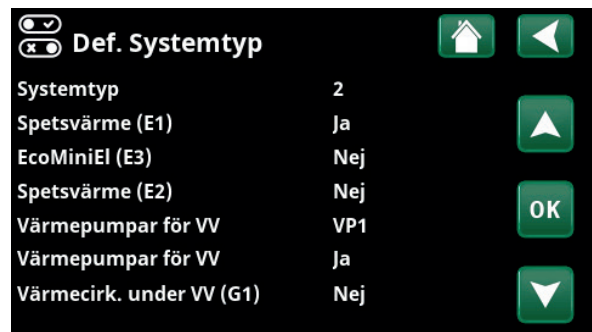 Def. Systemtyp
Systemtyp 2
Spetsvärme (E1) Ja
EcoMiniEl (E3) Nej
Spetsvärme (E2) Nej
Värmepumpar för VV VP1
Värmepumpar för VV Ja
Värmecirk. under VV (G1) Nej
OK